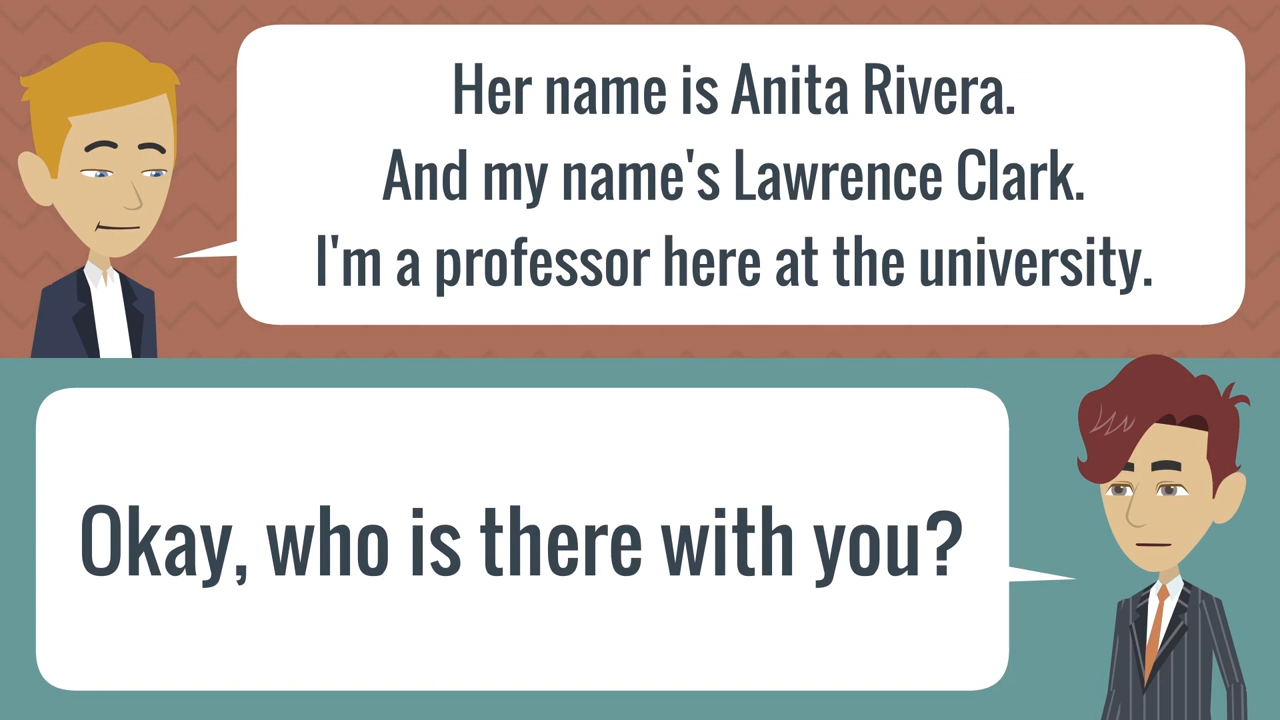 Her name is Anita Rivera.
And my name's Lawrence Clark.
I'm a professor here at the university.
Okay, who is there with you?